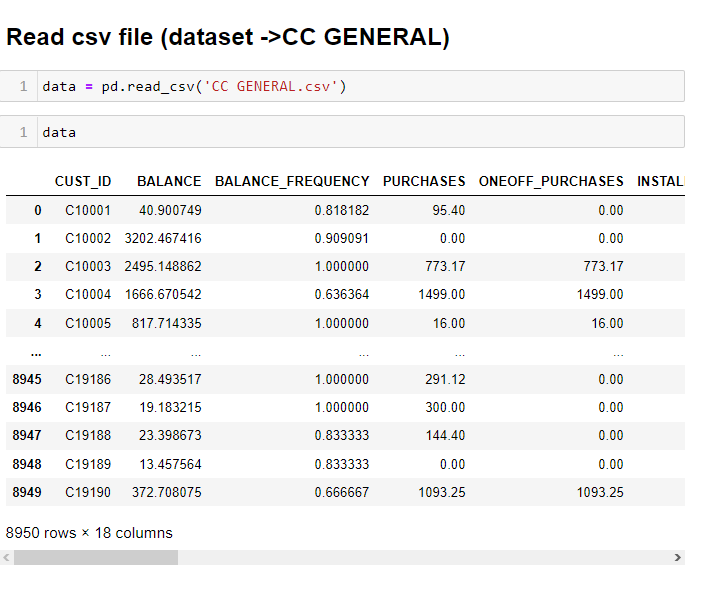 Read csv file (dataset ->CC GENERAL)
1 data = pd.read_csv('CC GENERAL.csv')
1 data
CUST_ID BALANCE BALANCE_FREQUENCY PURCHASES ONEOFF_PURCHASES INSTAL
0 C10001 40.900749 0.818182 95.40 0.00
1 C10002 3202.467416 0.909091 0.00 0.00
2 C10003 2495.148862 1.000000 773.17 773.17
3 C10004 1666.670542 0.636364 1499.00 1499.00
4 C10005 817.714335 1.000000 16.00 16.00
... ... ... ... ... ...
8945 C19186 28.493517 1.000000 291.12 0.00
8946 C19187 19.183215 1.000000 300.00 0.00
8947 C19188 23.398673 0.833333 144.40 0.00
8948 C19189 13.457564 0.833333 0.00 0.00
8949 C19190 372.708075 0.666667 1093.25 1093.25
8950 rows × 18 columns